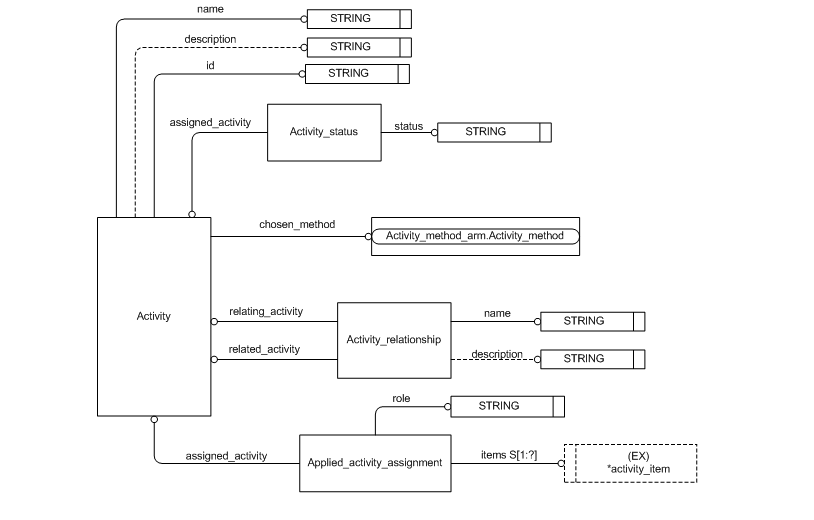 name
STRING
description
STRING
id
STRING
assigned_activity
Activity_status
status
STRING
chosen_method
Activity_method_arm.Activity_method
Activity
relating_activity
related_activity
Activity_relationship
name
STRING
description
STRING
role
STRING
assigned_activity
Applied_activity_assignment
items S[1:?]
(EX)
*activity_item